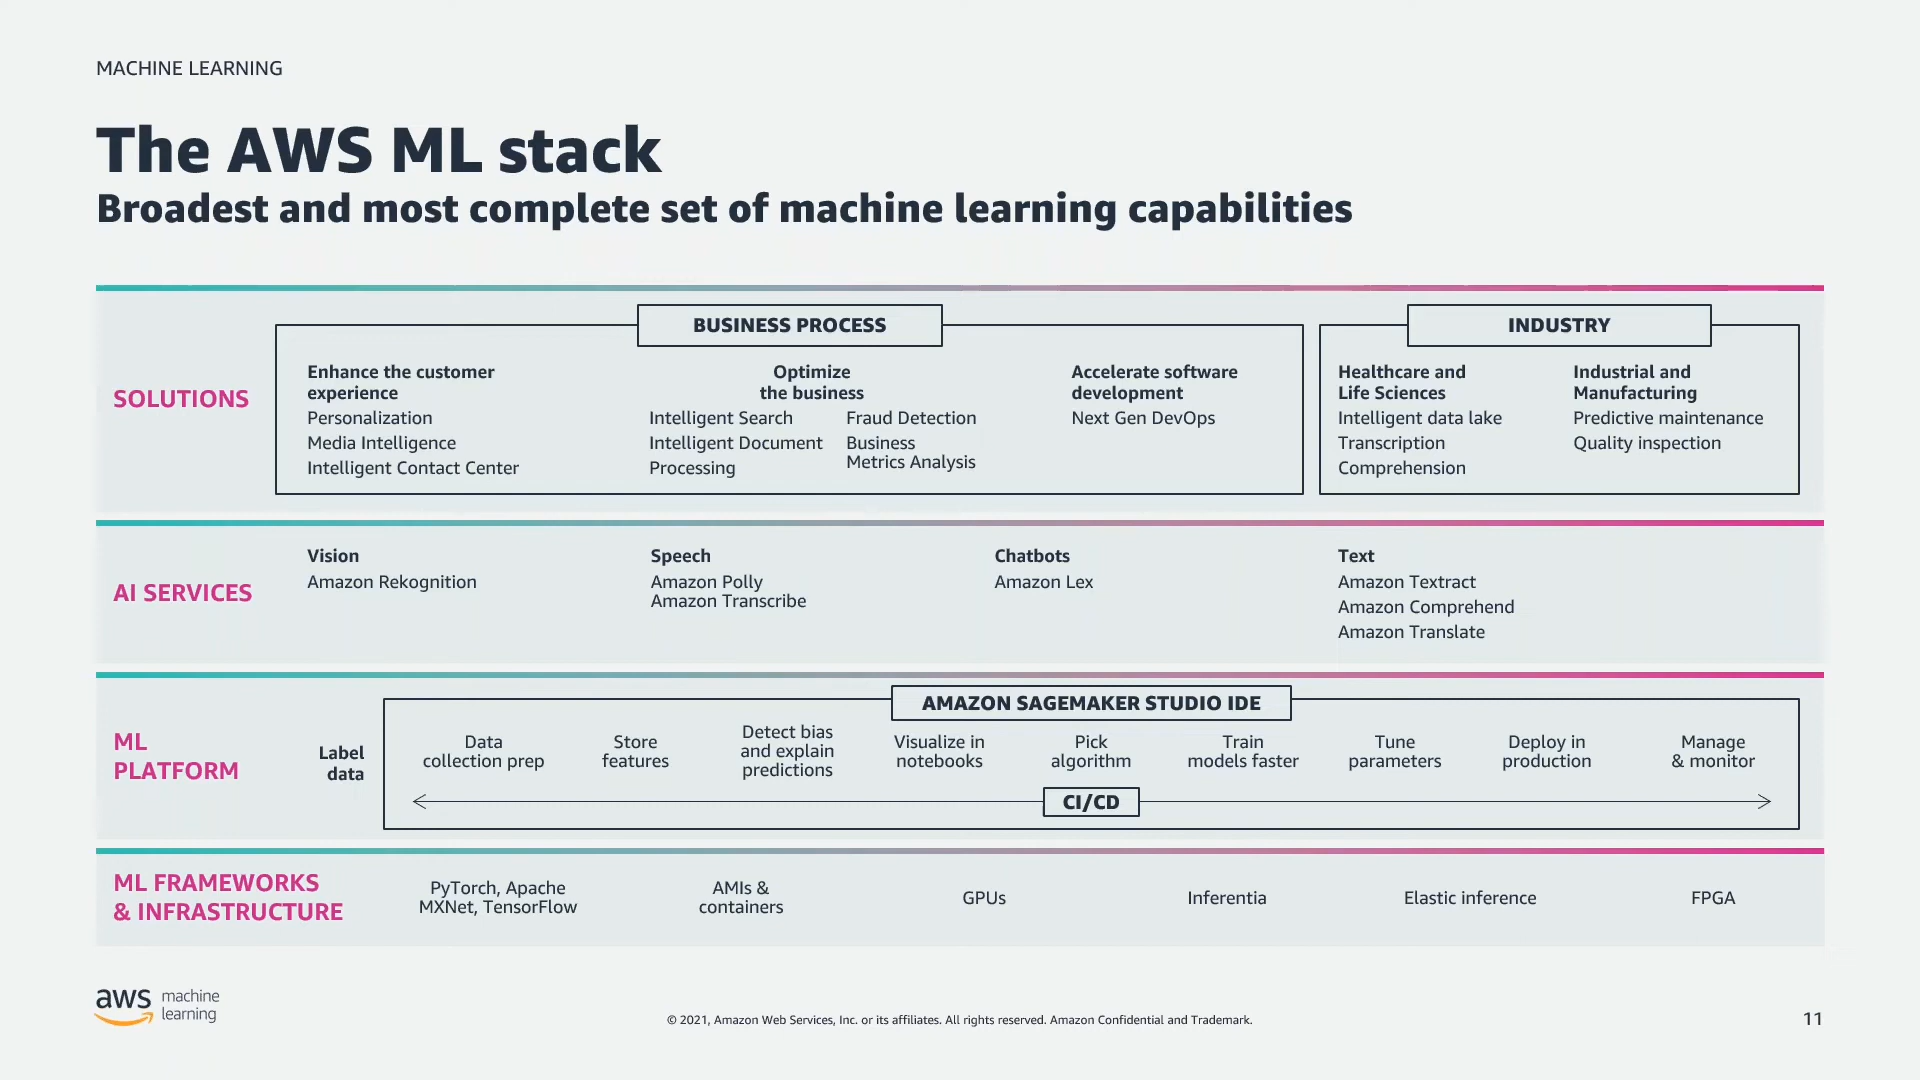 MACHINE LEARNING
The AWS ML stack
Broadest and most complete set of machine learning capabilities
SOLUTIONS
BUSINESS PROCESS
Enhance the customer
experience
Personalization
Media Intelligence
Intelligent Contact Center
Optimize
the business
Intelligent Search
Intelligent Document
Processing
Fraud Detection
Business
Metrics Analysis
Accelerate software
development
Next Gen DevOps
INDUSTRY
Healthcare and
Life Sciences
Intelligent data lake
Transcription
Comprehension
Industrial and
Manufacturing
Predictive maintenance
Quality inspection
AI SERVICES
Vision
Amazon Rekognition
Speech
Amazon Polly
Amazon Transcribe
Chatbots
Amazon Lex
Text
Amazon Textract
Amazon Comprehend
Amazon Translate
ML
PLATFORM
Label
data
AMAZON SAGEMAKER STUDIO IDE
Data
collection prep
Store
features
Detect bias
and explain
predictions
Visualize in
notebooks
Pick
algorithm
Train
models faster
Tune
parameters
Deploy in
production
Manage
& monitor
CI/CD
ML FRAMEWORKS
& INFRASTRUCTURE
PyTorch, Apache
MXNet, TensorFlow
AMIs &
containers
GPUs
Inferentia
Elastic inference
FPGA
aws machine
learning
© 2021, Amazon Web Services, Inc. or its affiliates. All rights reserved. Amazon Confidential and Trademark.
11